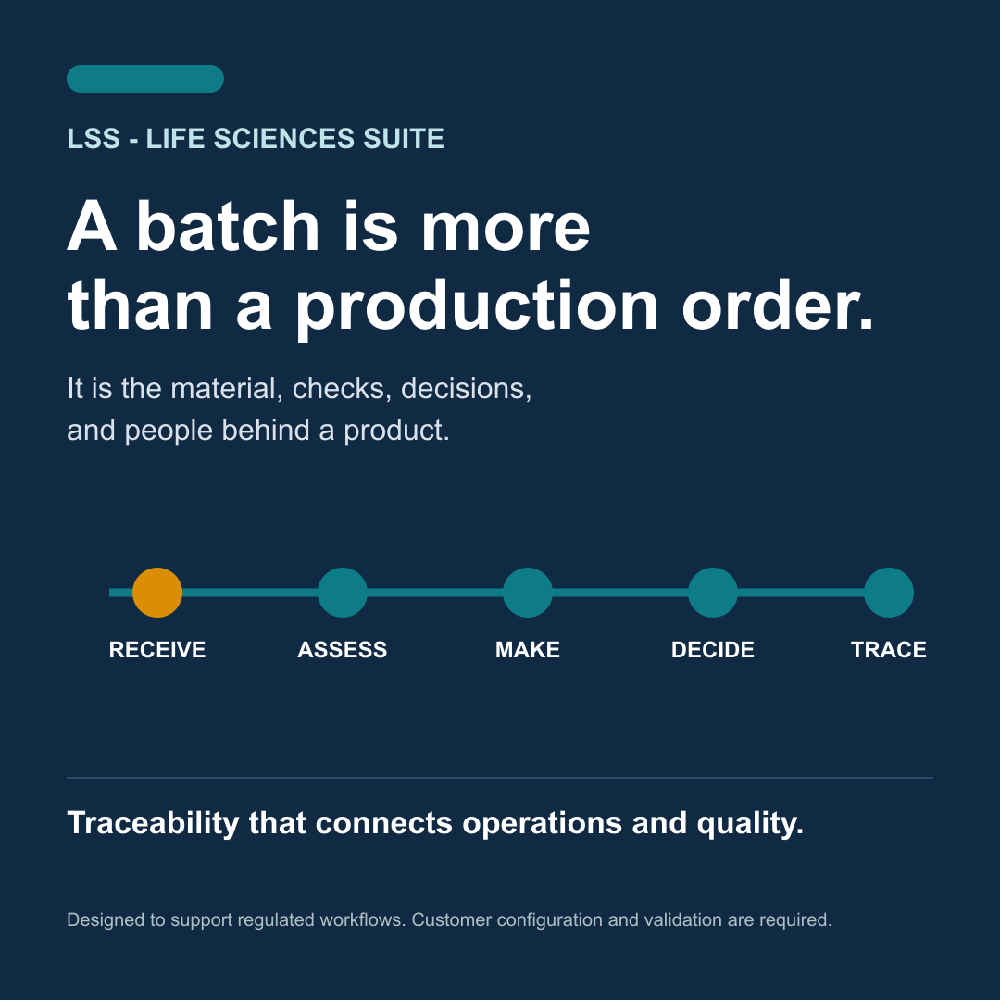 LSS - LIFE SCIENCES SUITE
A batch is more
than a production order.
It is the material, checks, decisions,
and people behind a product.
RECEIVE ASSESS MAKE DECIDE TRACE
Traceability that connects operations and quality.
Designed to support regulated workflows. Customer configuration and validation are required.